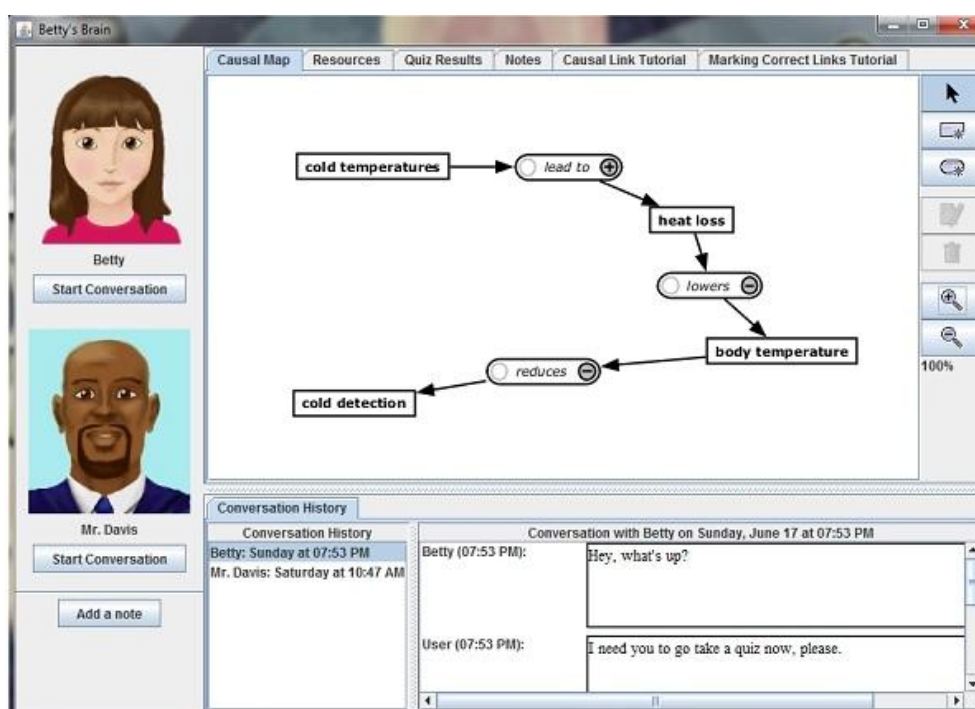 Betty's Brain
Causal Map Resources Quiz Results Notes Causal Link Tutorial Marking Correct Links Tutorial
cold temperatures
lead to
heat loss
lowers
body temperature
reduces
cold detection
100%
Betty
Start Conversation
Mr. Davis
Start Conversation
Add a note
Conversation History
Conversation History
Betty: Sunday at 07:53 PM
Mr. Davis: Saturday at 10:47 AM
Conversation with Betty on Sunday, June 17 at 07:53 PM
Betty (07:53 PM):
Hey, what's up?
User (07:53 PM):
I need you to go take a quiz now, please.